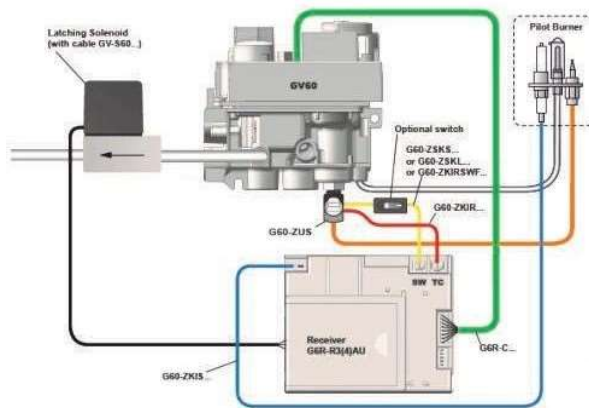 Latching Solenoid
(with cable GV-S60...)
Pilot Burner
GV60
Optional switch
G60-ZSKS...
or G60-ZSKL...
or G60-ZKIRSWF...
G60-ZKIR...
G60-ZUS
SW TC
Receiver
G6R-R3(4)AU
G6R-C...
G60-ZKIS...